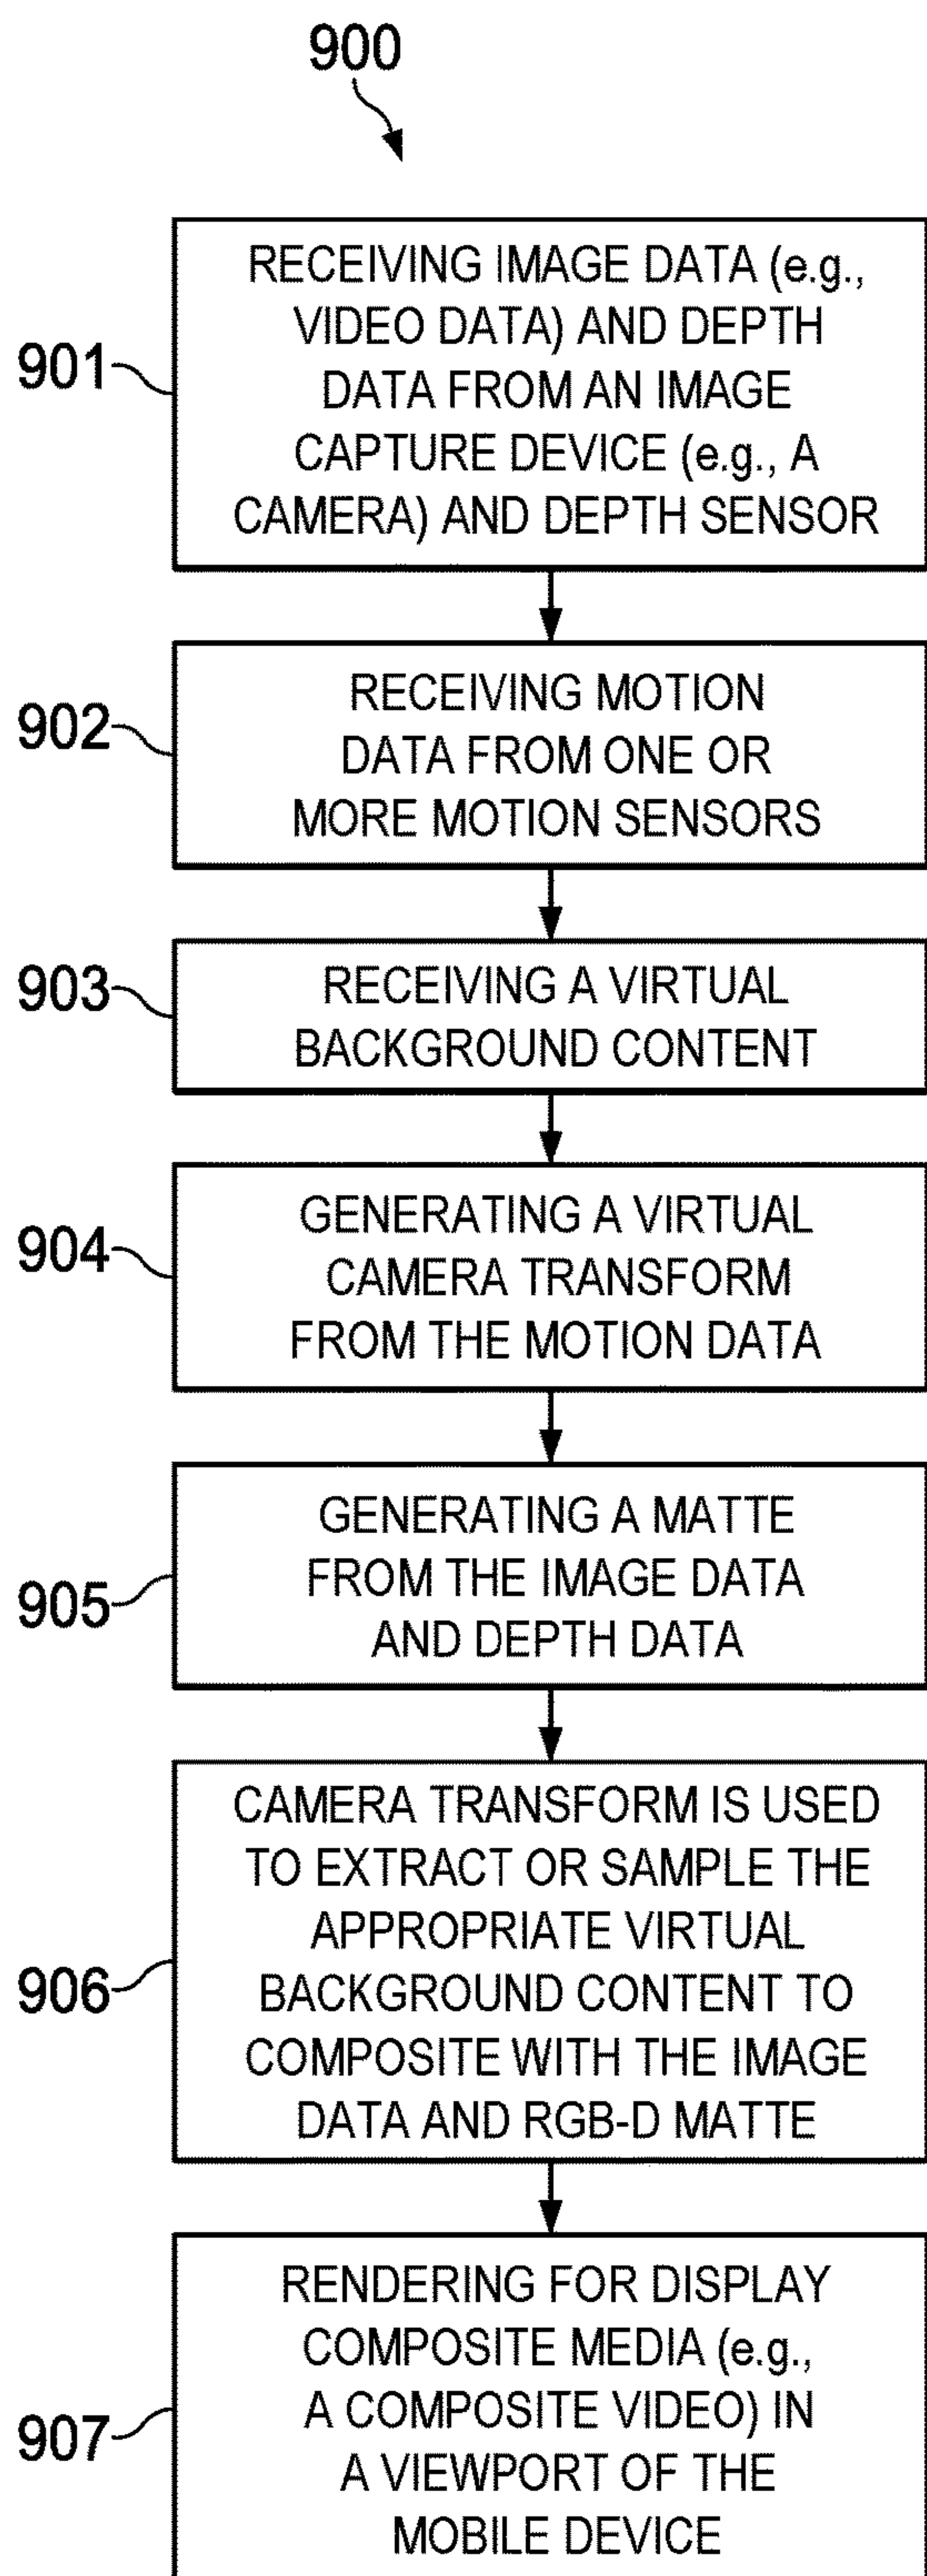 900
901
RECEIVING IMAGE DATA (e.g.,
VIDEO DATA) AND DEPTH
DATA FROM AN IMAGE
CAPTURE DEVICE (e.g., A
CAMERA) AND DEPTH SENSOR
902
RECEIVING MOTION
DATA FROM ONE OR
MORE MOTION SENSORS
903
RECEIVING A VIRTUAL
BACKGROUND CONTENT
904
GENERATING A VIRTUAL
CAMERA TRANSFORM
FROM THE MOTION DATA
905
GENERATING A MATTE
FROM THE IMAGE DATA
AND DEPTH DATA
906
CAMERA TRANSFORM IS USED
TO EXTRACT OR SAMPLE THE
APPROPRIATE VIRTUAL
BACKGROUND CONTENT TO
COMPOSITE WITH THE IMAGE
DATA AND RGB-D MATTE
907
RENDERING FOR DISPLAY
COMPOSITE MEDIA (e.g.,
A COMPOSITE VIDEO) IN
A VIEWPORT OF THE
MOBILE DEVICE